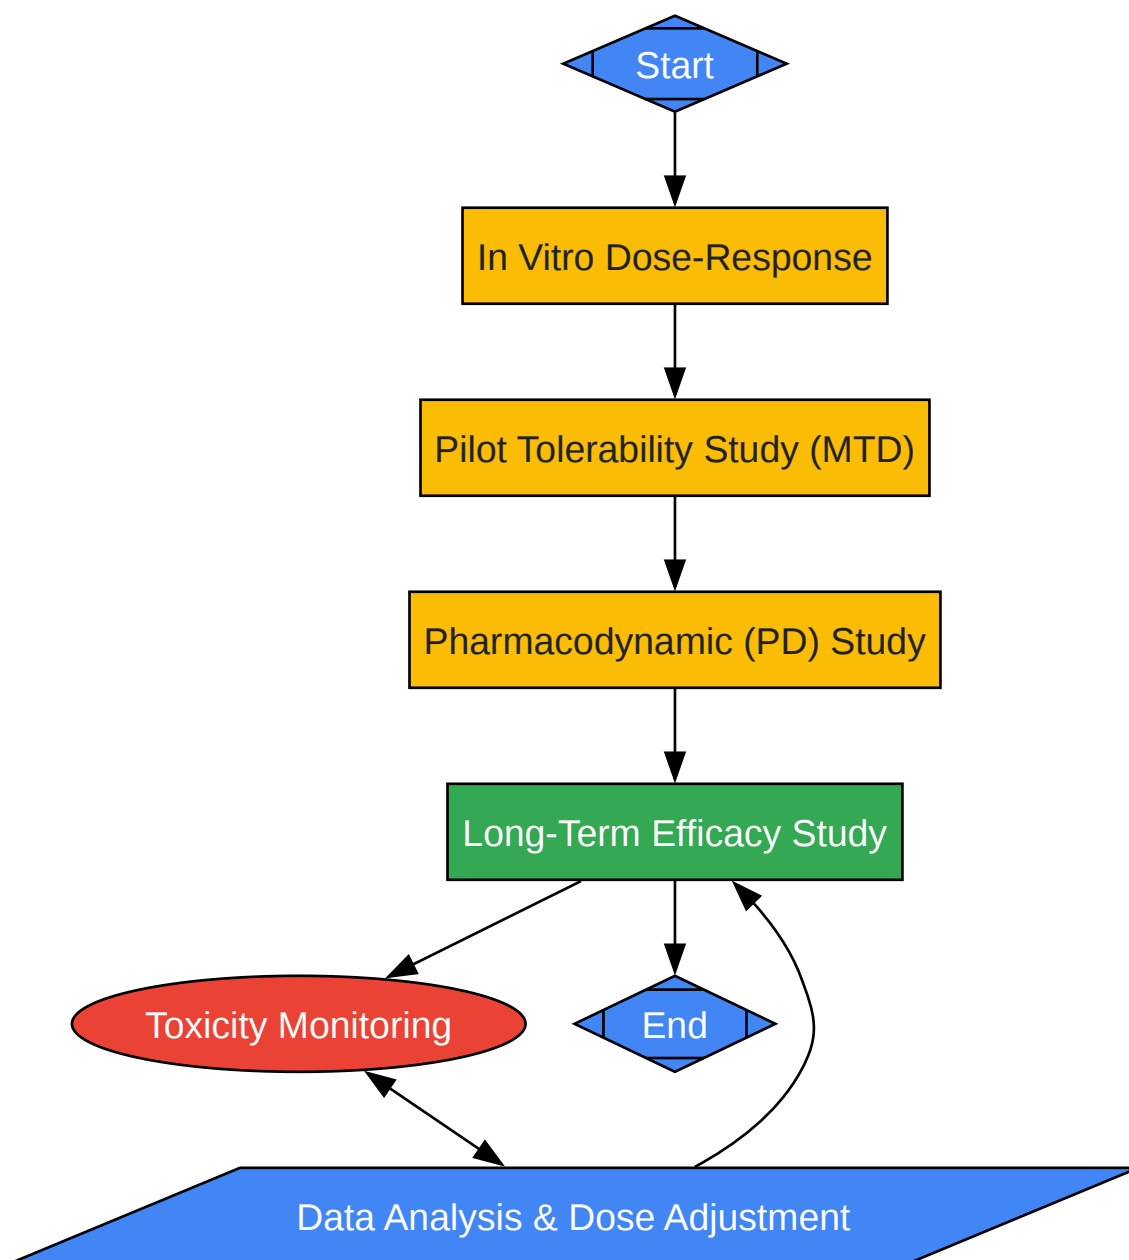 Start
In Vitro Dose-Response
Pilot Tolerability Study (MTD)
Pharmacodynamic (PD) Study
Long-Term Efficacy Study
Toxicity Monitoring
End
Data Analysis & Dose Adjustment